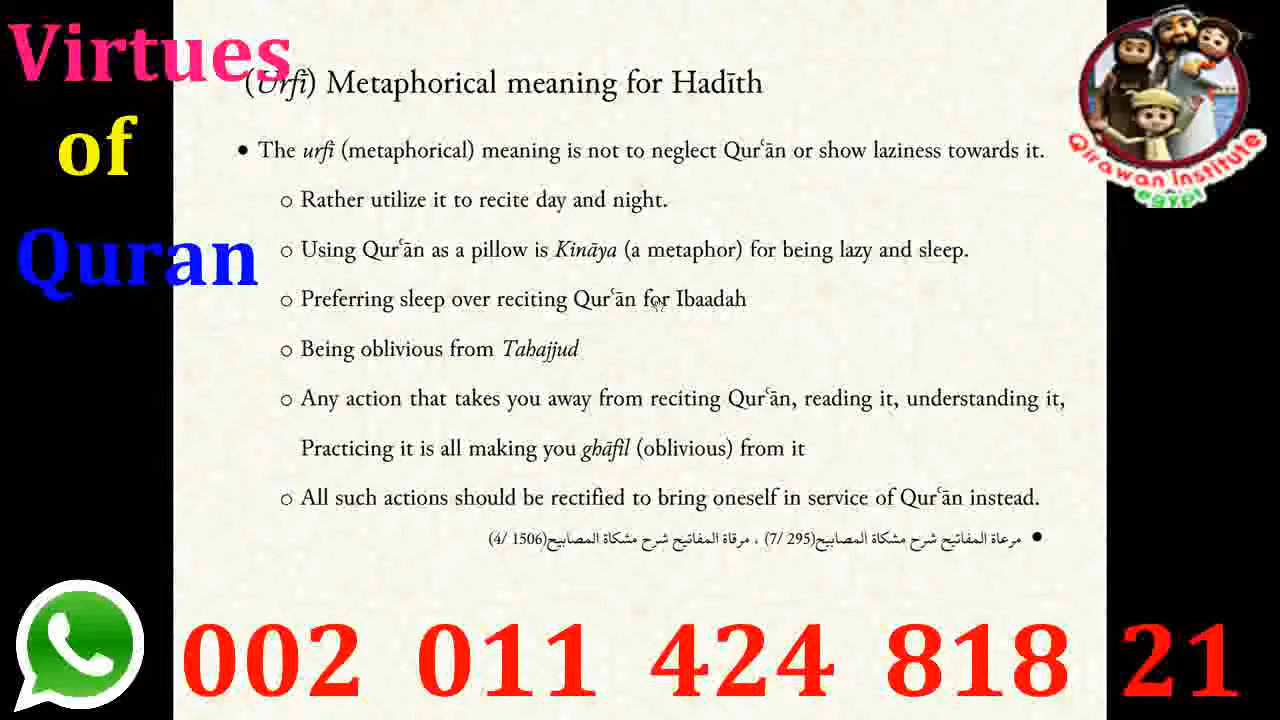 Virtues
of
Quran
(Urfī) Metaphorical meaning for Hadīth
• The urfi (metaphorical) meaning is not to neglect Qurʿān or show laziness towards it.
o Rather utilize it to recite day and night.
o Using Qurʿān as a pillow is Kināya (a metaphor) for being lazy and sleep.
o Preferring sleep over reciting Qurʿān for Ibaadah
o Being oblivious from Tahajjud
o Any action that takes you away from reciting Qurʿān, reading it, understanding it,
Practicing it is all making you ghāfil (oblivious) from it
o All such actions should be rectified to bring oneself in service of Qurʿān instead.
• مرعاة المفاتيح شرح مشكاة المصابيح(295 /7) ، مرقاة المفاتيح شرح مشكاة المصابيح(1506 /4)
Qirawan Institute
egypt
002 011 424 818 21